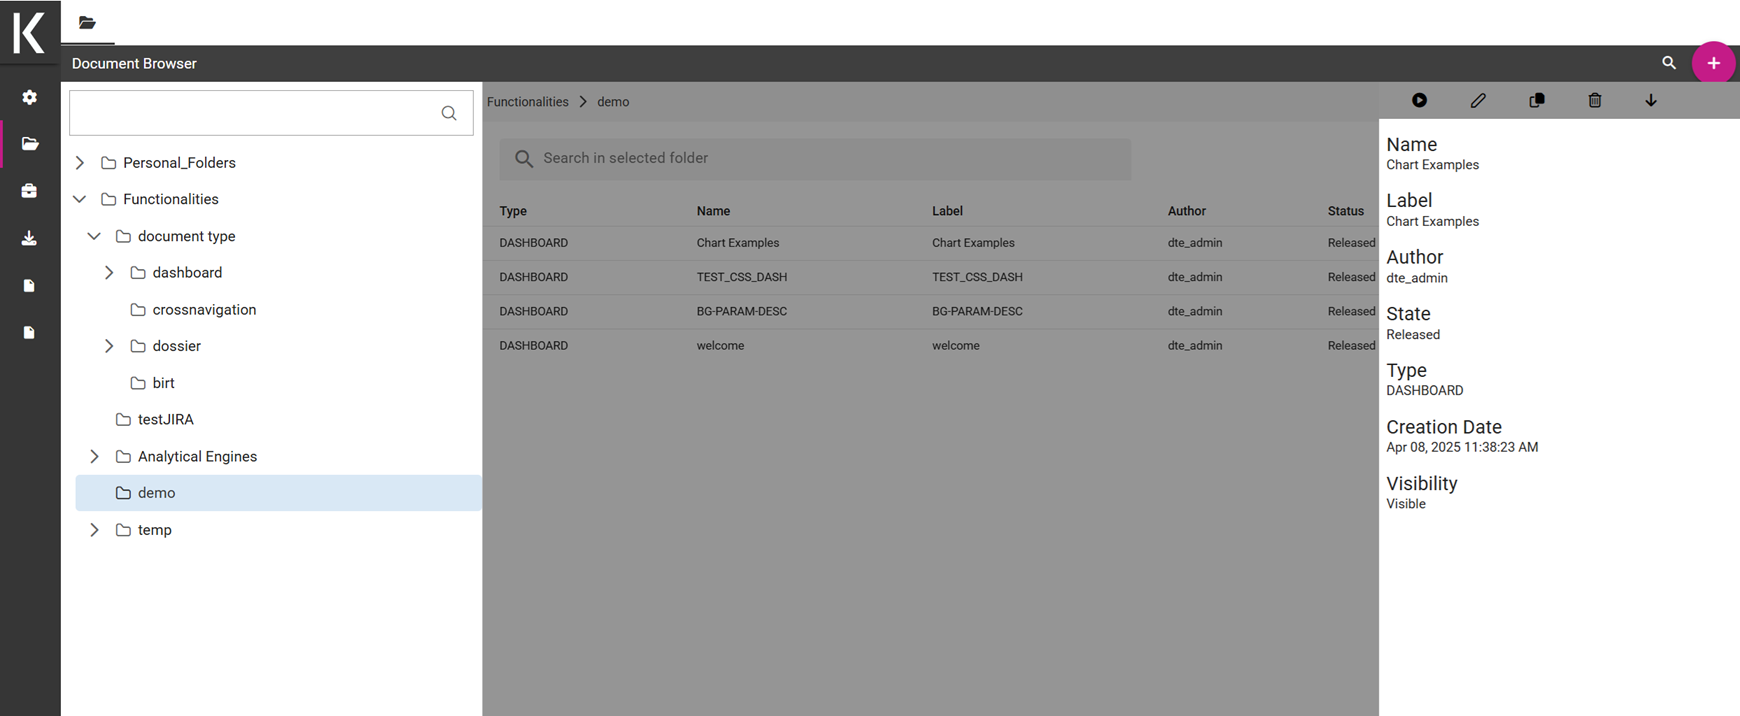 K
Document Browser
Personal_Folders
Functionalities
document type
dashboard
crossnavigation
dossier
birt
testJIRA
Analytical Engines
demo
temp
Functionalities > demo
Search in selected folder
Type Name Label Author Status
DASHBOARD Chart Examples Chart Examples dte_admin Released
DASHBOARD TEST_CSS_DASH TEST_CSS_DASH dte_admin Released
DASHBOARD BG-PARAM-DESC BG-PARAM-DESC dte_admin Released
DASHBOARD welcome welcome dte_admin Released
Name
Chart Examples
Label
Chart Examples
Author
dte_admin
State
Released
Type
DASHBOARD
Creation Date
Apr 08, 2025 11:38:23 AM
Visibility
Visible